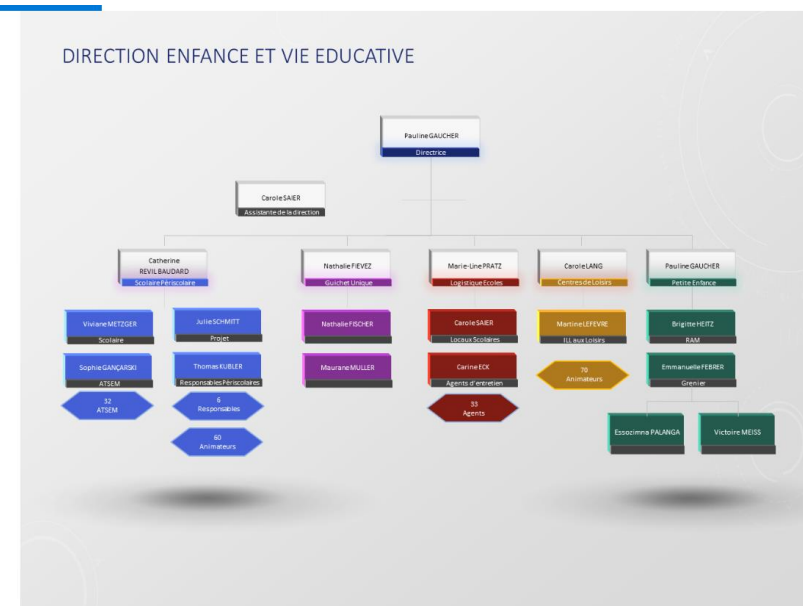 DIRECTION ENFANCE ET VIE EDUCATIVE
Pauline GAUCHER
Directrice
Carole SAIER
Assistente de la direction
Catherine
REVIL BAUDARD
Scolaire Périscolaire
Nathalie FIEVEZ
Guichet Unique
Marie-Line PRATZ
Logistique Ecoles
Carole LANG
Centres de Loisirs
Pauline GAUCHER
Petite Enfance
Viviane METZGER
Scolaire
Julie SCHMITT
Projet
Nathalie FISCHER
Carole SAIER
Locaux Scolaires
Martine LEFEVRE
ILL aux Loisirs
Brigitte HEITZ
RAM
Sophie GANÇARSKI
ATSEM
Thomas KUBLER
Responsables Périscolaires
Maurane MULLER
Carine ECK
Agents d'entretien
70
Animateurs
Emmanuelle FEBRER
Grenier
32
ATSEM
6
Responsables
33
Agents
60
Animateurs
Essozimna PALANGA
Victoire MEISS